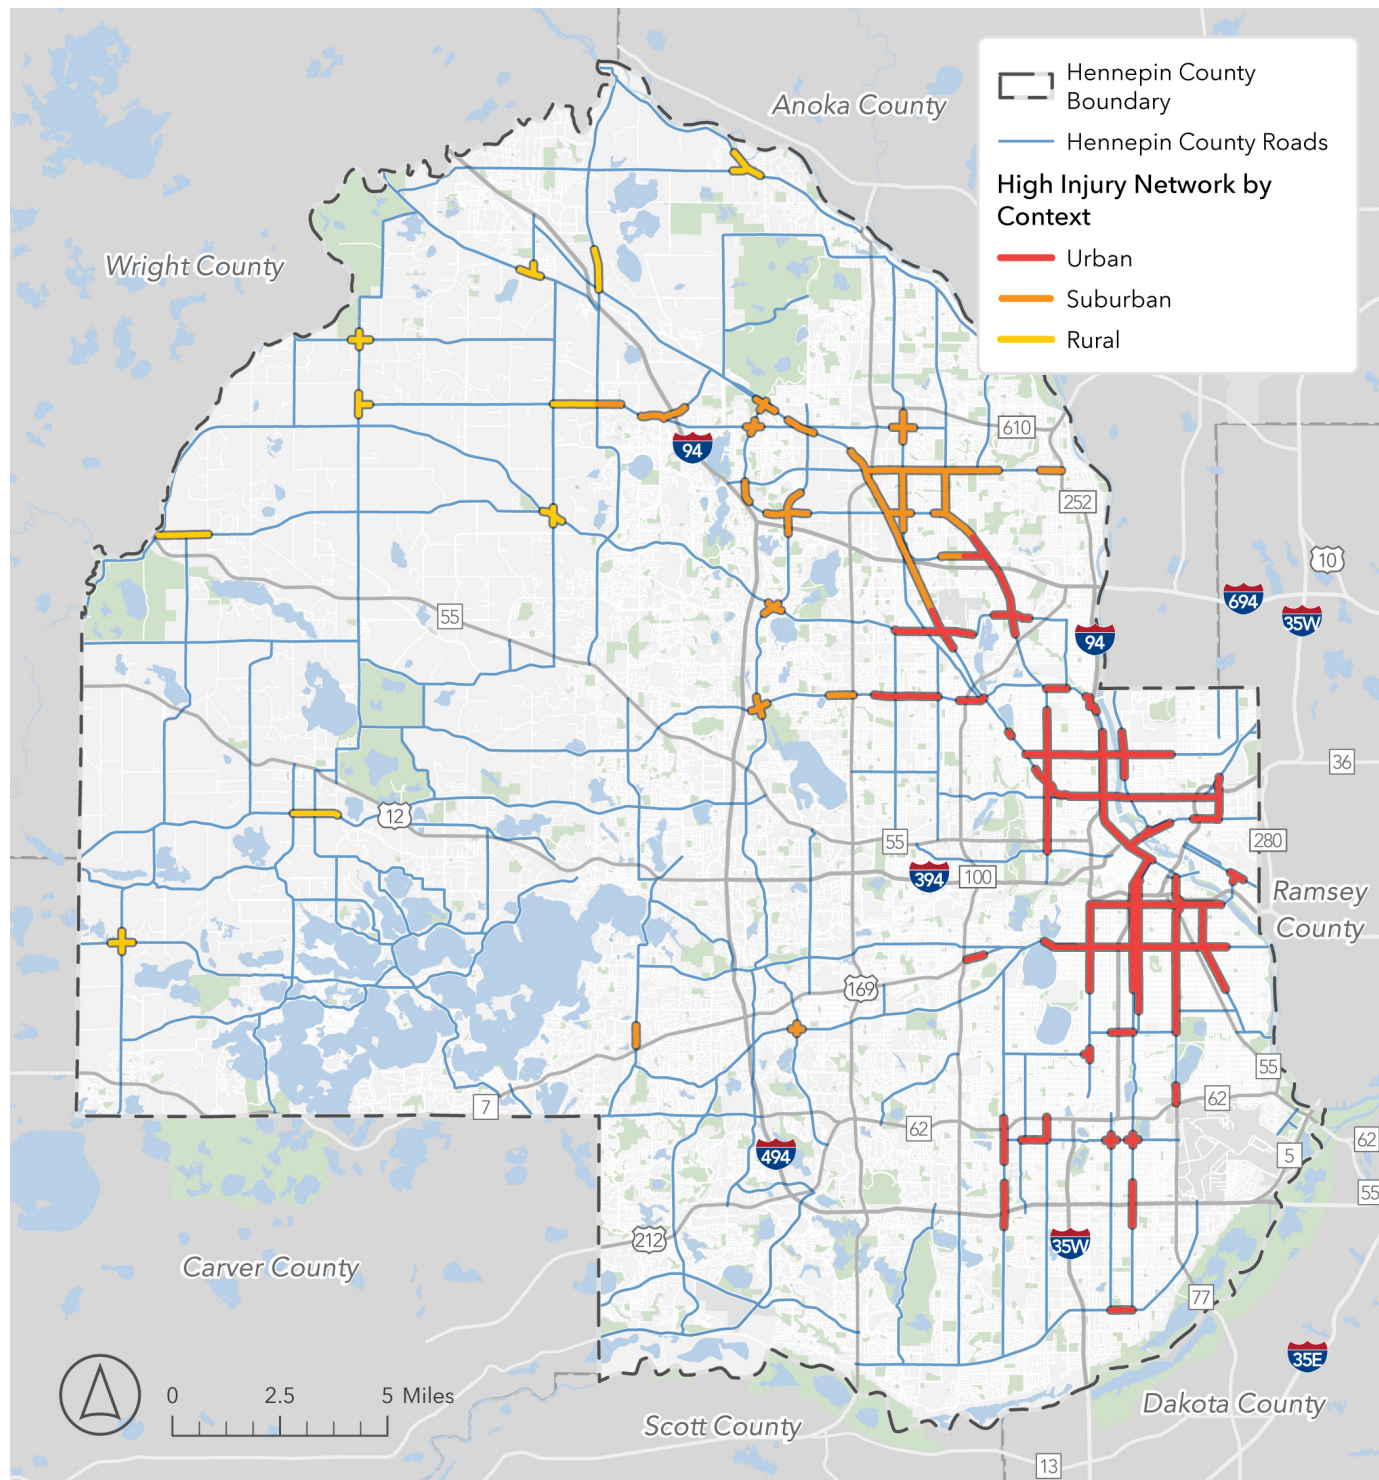 Hennepin County
Boundary
Hennepin County Roads
High Injury Network by
Context
Urban
Suburban
Rural
Anoka County
Wright County
610
94
252
10
694
35W
55
94
36
12
55
280
394
100
Ramsey
County
169
55
7
62
62
62
494
5
55
212
35W
Carver County
77
35E
0 2.5 5 Miles
Dakota County
Scott County
13